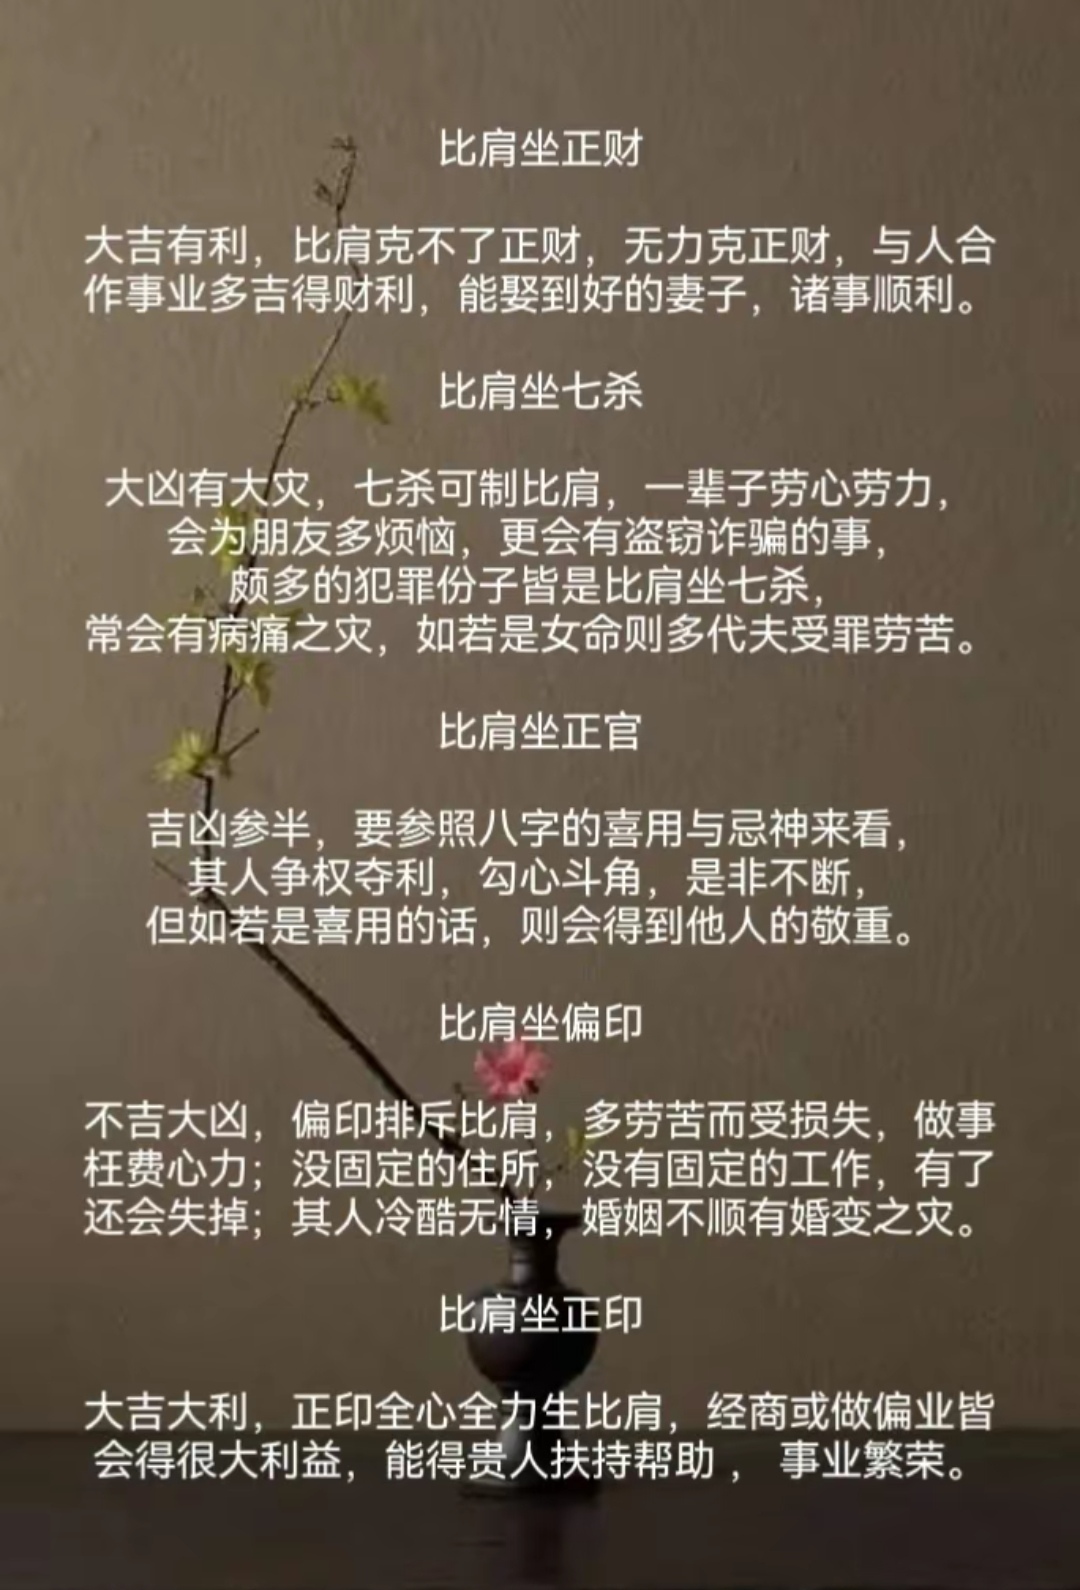 比肩坐正财
大吉有利，比肩克不了正财，无力克正财，与人合
作事业多吉得财利，能娶到好的妻子，诸事顺利。
比肩坐七杀
大凶有大灾，七杀可制比肩，一辈子劳心劳力，
会为朋友多烦恼，更会有盗窃诈骗的事，
颇多的犯罪份子皆是比肩坐七杀，
常会有病痛之灾，如若是女命则多代夫受罪劳苦。
比肩坐正官
吉凶参半，要参照八字的喜用与忌神来看，
其人争权夺利，勾心斗角，是非不断，
但如若是喜用的话，则会得到他人的敬重。
比肩坐偏印
不吉大凶，偏印排斥比肩，多劳苦而受损失，做事
枉费心力；没固定的住所，没有固定的工作，有了
还会失掉；其人冷酷无情，婚姻不顺有婚变之灾。
比肩坐正印
大吉大利，正印全心全力生比肩，经商或做偏业皆
会得很大利益，能得贵人扶持帮助 ， 事业繁荣。